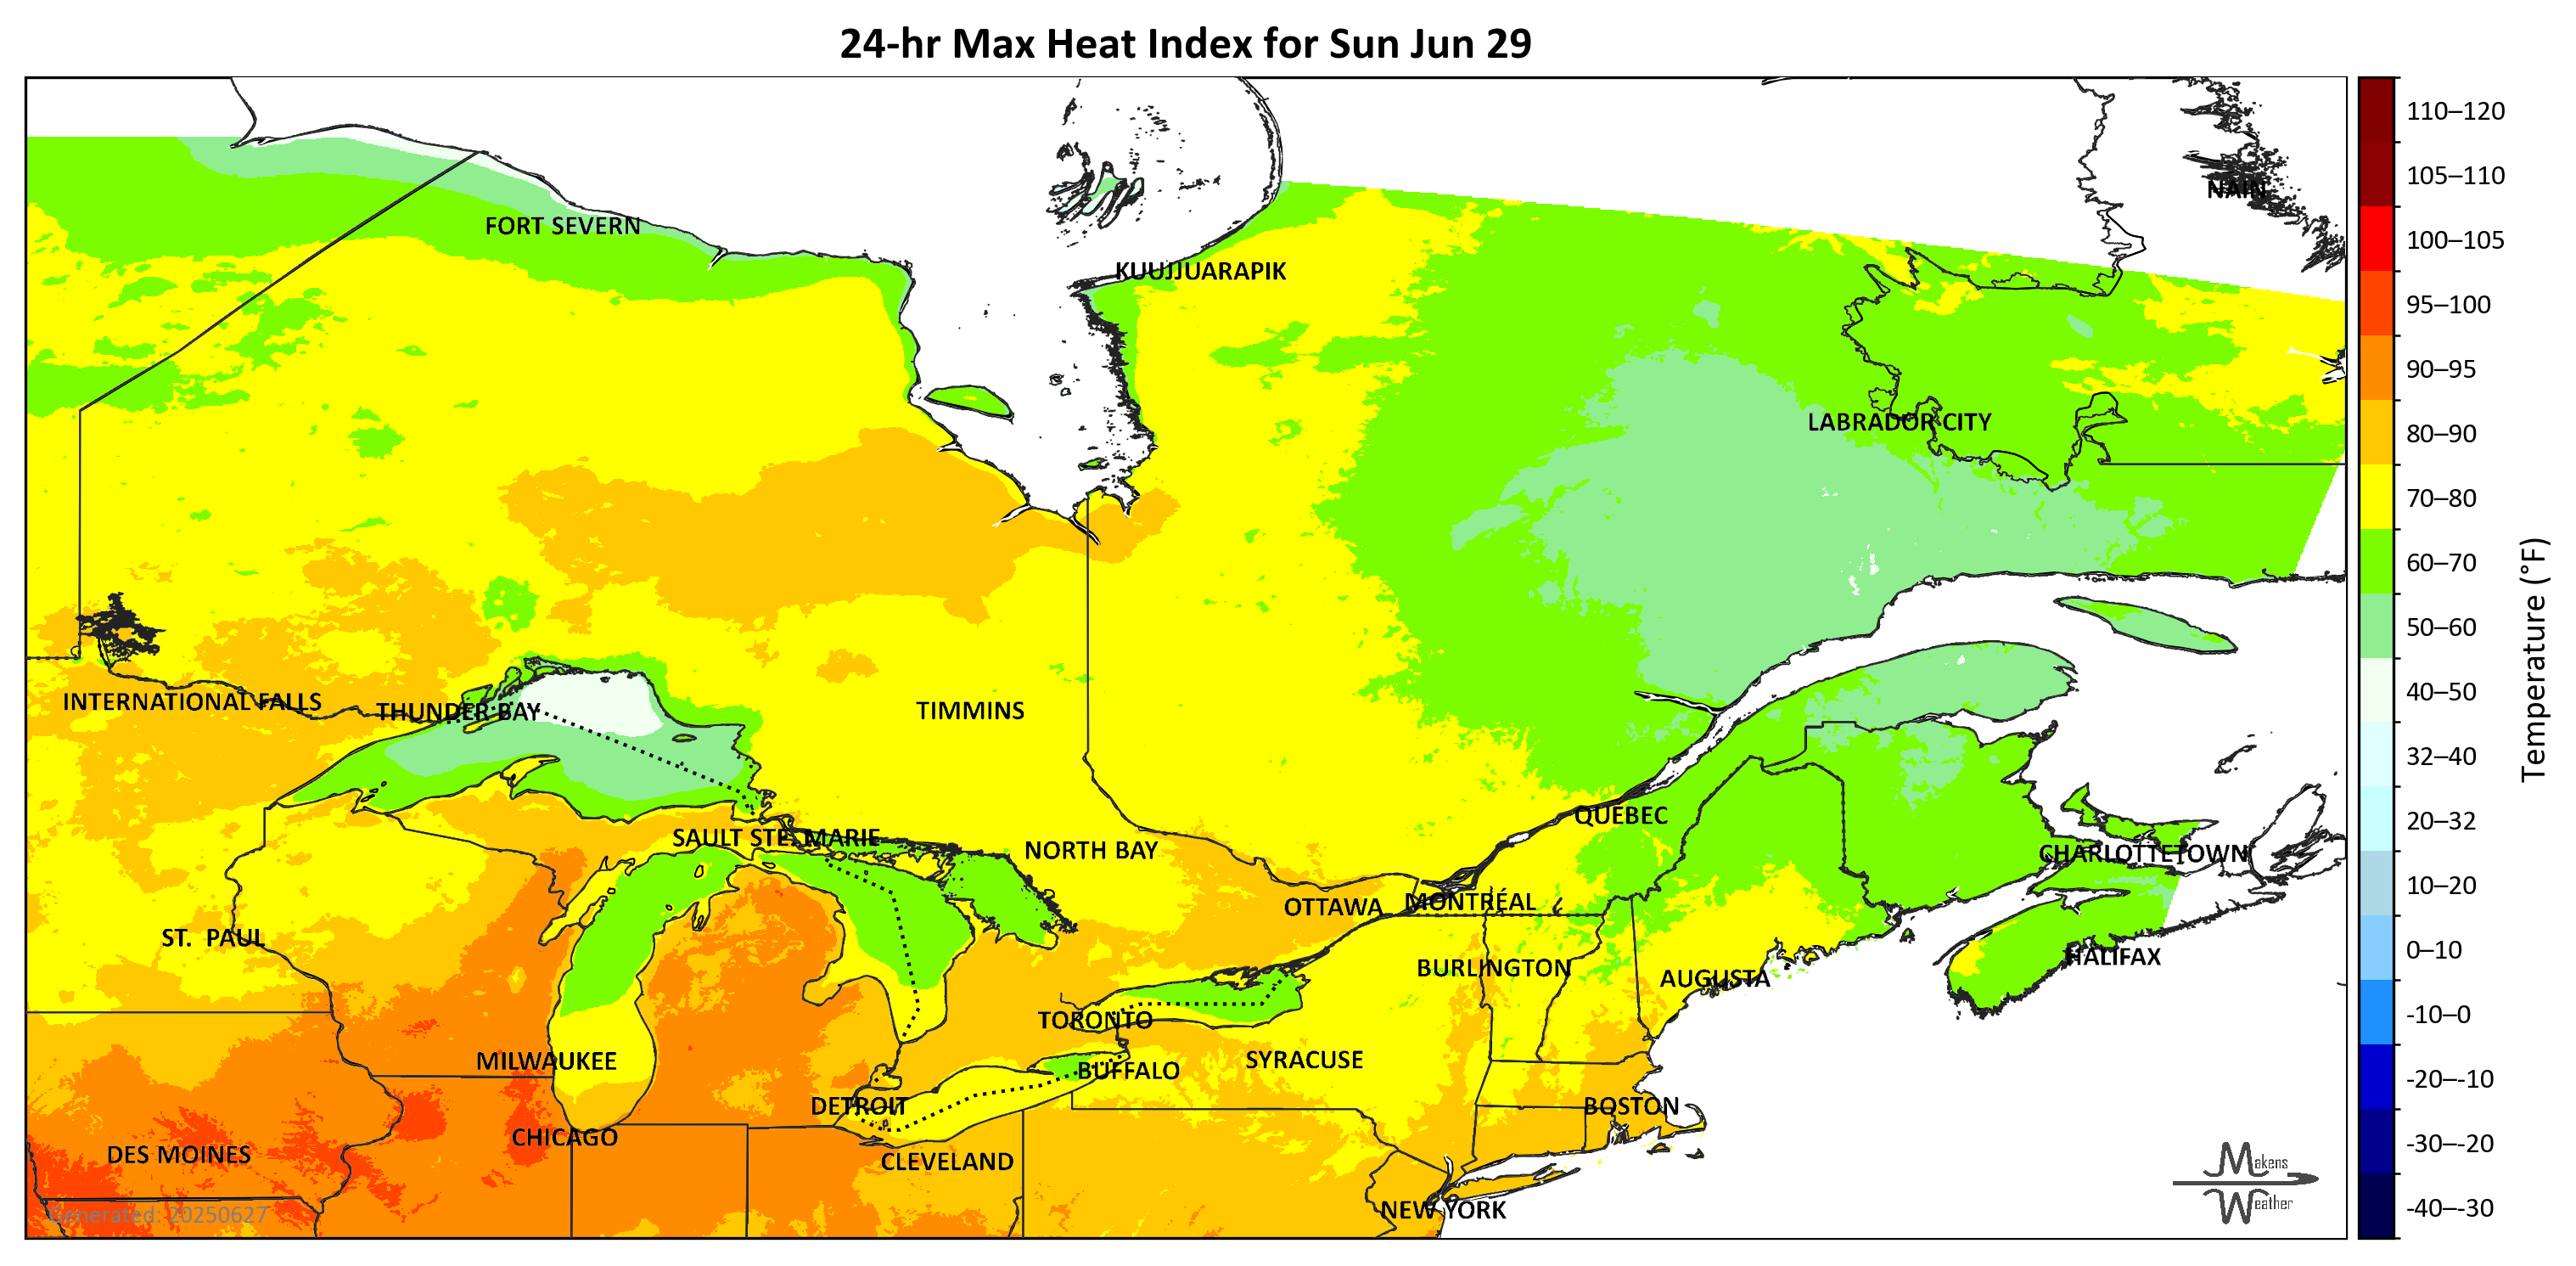 24-hr Max Heat Index for Sun Jun 29
110–120
105–110
100–105
95–100
90–95
80–90
70–80
60–70
50–60
40–50
32–40
20–32
10–20
0–10
-10–0
-20–-10
-30–-20
-40–-30
Temperature (°F)
NAIN
FORT SEVERN
KUUJJUARAPIK
LABRADOR CITY
INTERNATIONAL FALLS
THUNDER BAY
TIMMINS
QUEBEC
SAULT STE. MARIE
NORTH BAY
CHARLOTTETOWN
OTTAWA
MONTRÉAL
ST. PAUL
HALIFAX
BURLINGTON
AUGUSTA
TORONTO
MILWAUKEE
SYRACUSE
BUFFALO
DETROIT
BOSTON
CHICAGO
DES MOINES
CLEVELAND
NEW YORK
Makens
Weather
Generated: 20250627